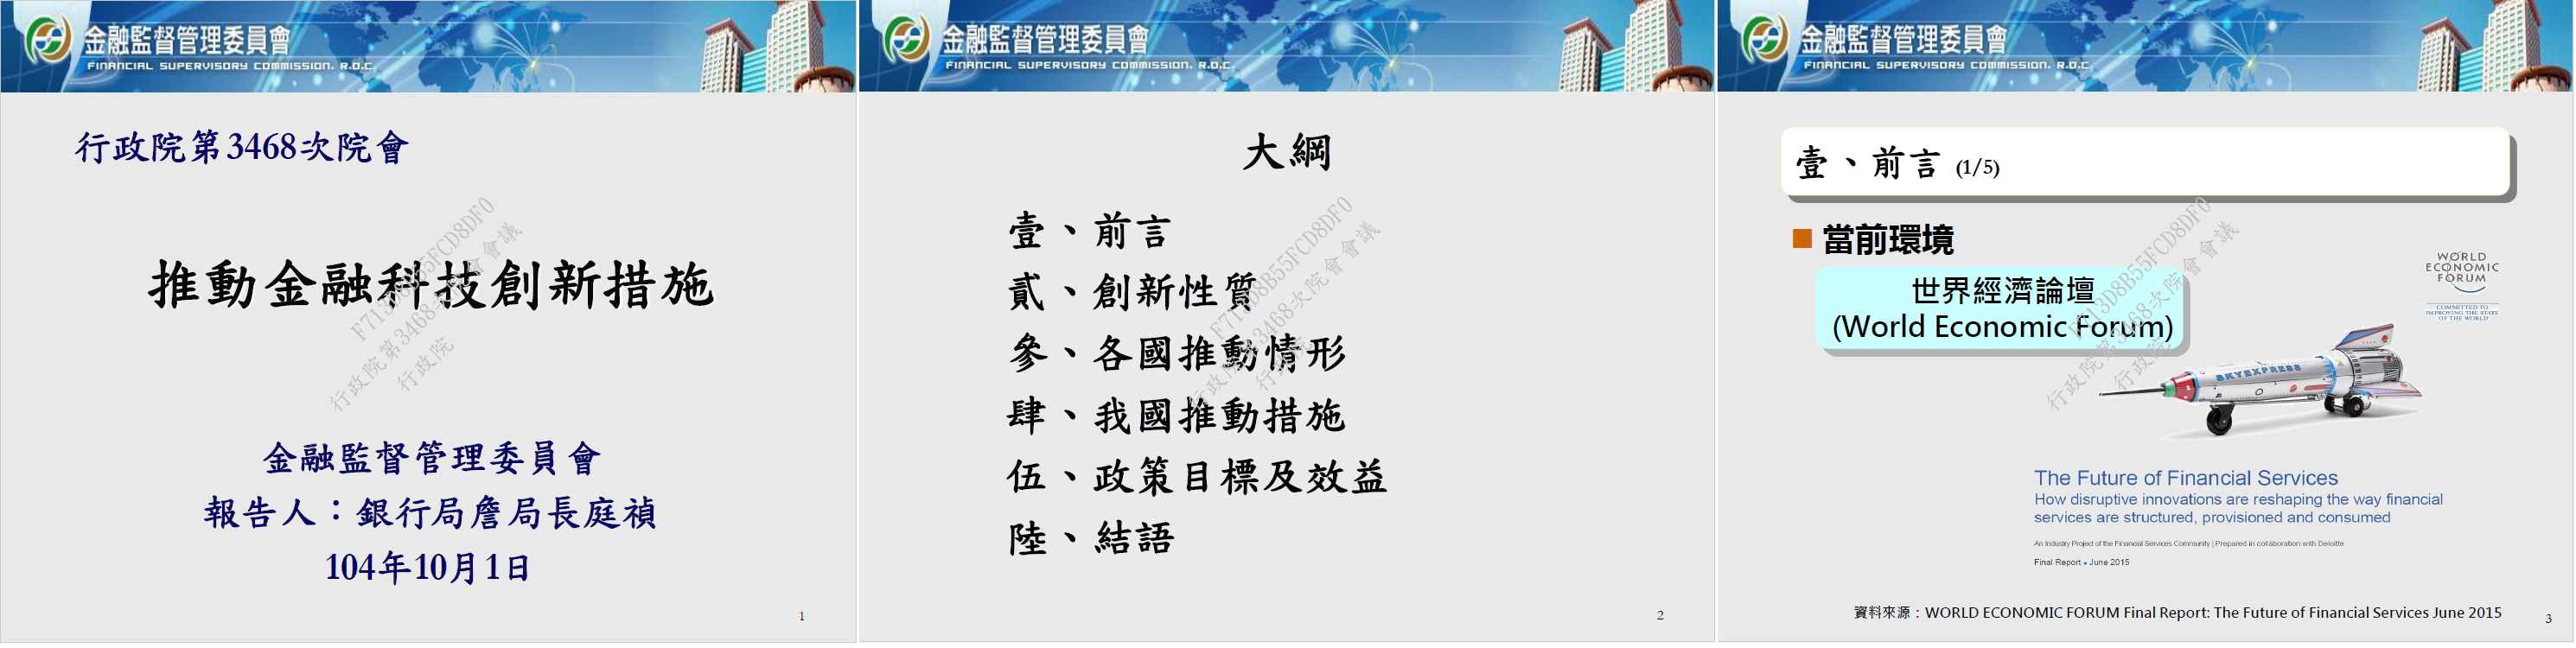 金融監督管理委員會
FINANCIAL SUPERVISORY COMMISSION, R.O.C.
行政院第3468次院會
推動金融科技創新措施
F713D8B55FCD8DF0
行政院第3468次院會會議
行政院
金融監督管理委員會
報告人：銀行局詹局長庭禎
104年10月1日
1
金融監督管理委員會
FINANCIAL SUPERVISORY COMMISSION, R.O.C.
大綱
壹、前言
貳、創新性質
參、各國推動情形
肆、我國推動措施
伍、政策目標及效益
陸、結語
F713D8B55FCD8DF0
行政院第3468次院會會議
行政院
2
金融監督管理委員會
FINANCIAL SUPERVISORY COMMISSION, R.O.C.
壹、前言 (1/5)
當前環境
世界經濟論壇
(World Economic Forum)
F713D8B55FCD8DF0
行政院第3468次院會會議
行政院
WORLD
ECONOMIC
FORUM
COMMITTED TO
IMPROVING THE STATE
OF THE WORLD
SKYEXPRESS
The Future of Financial Services
How disruptive innovations are reshaping the way financial
services are structured, provisioned and consumed
An Industry Project of the Financial Services Community | Prepared in collaboration with Deloitte
Final Report • June 2015
資料來源：WORLD ECONOMIC FORUM Final Report: The Future of Financial Services June 2015
3